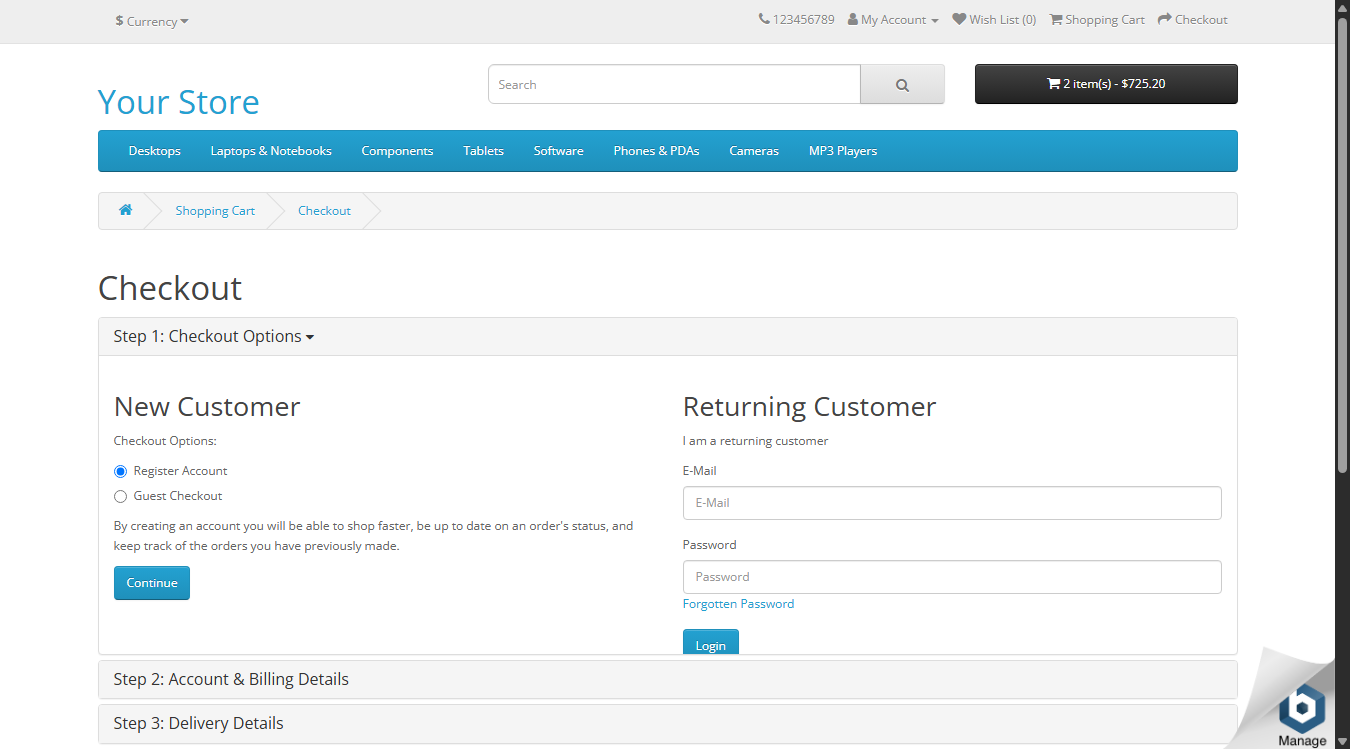 $ Currency
123456789 My Account Wish List (0) Shopping Cart Checkout
Your Store
Search
2 item(s) - $725.20
Desktops Laptops & Notebooks Components Tablets Software Phones & PDAs Cameras MP3 Players
Shopping Cart Checkout
Checkout
Step 1: Checkout Options
New Customer
Checkout Options:
Register Account
Guest Checkout
By creating an account you will be able to shop faster, be up to date on an order's status, and
keep track of the orders you have previously made.
Continue
Returning Customer
I am a returning customer
E-Mail
E-Mail
Password
Password
Forgotten Password
Login
Step 2: Account & Billing Details
Step 3: Delivery Details
Manage